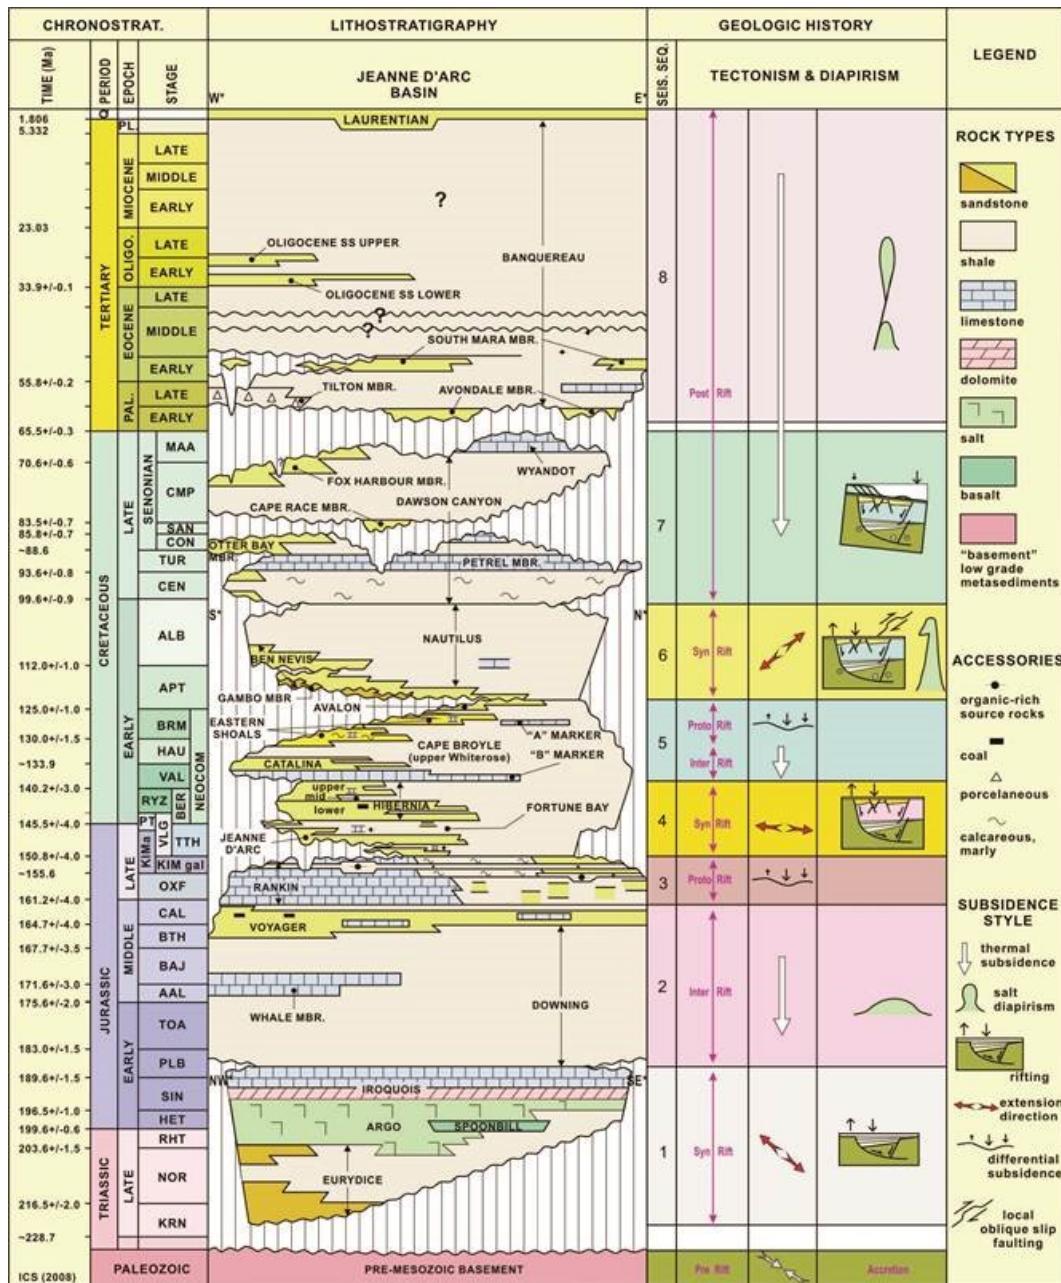 CHRONOSTRAT.
LITHOSTRATIGRAPHY
GEOLOGIC HISTORY
LEGEND
TIME (Ma)
PERIOD
EPOCH
STAGE
JEANNE D'ARC
BASIN
W*
E*
SEIS. SEQ.
TECTONISM & DIAPIRISM
1.806
5.332
23.03
33.9+/-0.1
55.8+/-0.2
65.5+/-0.3
70.6+/-0.6
83.5+/-0.7
85.8+/-0.7
~88.6
93.6+/-0.8
99.6+/-0.9
112.0+/-1.0
125.0+/-1.0
130.0+/-1.5
~133.9
140.2+/-3.0
145.5+/-4.0
150.8+/-4.0
~155.6
161.2+/-4.0
164.7+/-4.0
167.7+/-3.5
171.6+/-3.0
175.6+/-2.0
183.0+/-1.5
189.6+/-1.5
196.5+/-1.0
199.6+/-0.6
203.6+/-1.5
216.5+/-2.0
~228.7
ICS (2008)
Q
TERTIARY
CRETACEOUS
JURASSIC
TRIASSIC
PALEOZOIC
PL.
MIOCENE
OLIGO.
EOCENE
PAL.
LATE
EARLY
LATE
MIDDLE
EARLY
LATE
LATE
MIDDLE
EARLY
LATE
EARLY
LATE
MIDDLE
EARLY
LATE
EARLY
SENONIAN
MAA
CMP
SAN
CON
TUR
CEN
ALB
APT
BRM
HAU
VAL
RYZ
BER
NEOCOM
PT
VLG
KIMa
TTH
KIM gal
OXF
CAL
BTH
BAJ
AAL
TOA
PLB
SIN
HET
RHT
NOR
KRN
LAURENTIAN
?
OLIGOCENE SS UPPER
BANQUEREAU
OLIGOCENE SS LOWER
?
?
SOUTH MARA MBR.
TILTON MBR.
AVONDALE MBR.
WYANDOT
FOX HARBOUR MBR.
DAWSON CANYON
CAPE RACE MBR.
OTTER BAY
MBR.
PETREL MBR.
S*
N*
NAUTILUS
BEN NEVIS
GAMBO MBR
AVALON
EASTERN
SHOALS
"A" MARKER
CAPE BROYLE
(upper Whiterose)
"B" MARKER
CATALINA
upper
mid
lower
HIBERNIA
FORTUNE BAY
JEANNE
D'ARC
RANKIN
VOYAGER
DOWNING
WHALE MBR.
NW*
SE*
IROQUOIS
ARGO
SPOONBILL
EURYDICE
PRE-MESOZOIC BASEMENT
8
Post Rift
7
6
Syn Rift
5
Proto Rift
Inter Rift
4
Syn Rift
3
Proto Rift
2
Inter Rift
1
Syn Rift
Pre Rift
Accretion
ROCK TYPES
sandstone
shale
limestone
dolomite
salt
basalt
"basement"
low grade
metasediments
ACCESSORIES
organic-rich
source rocks
coal
porcelaneous
calcareous,
marly
SUBSIDENCE
STYLE
thermal
subsidence
salt
diapirism
rifting
extension
direction
differential
subsidence
local
oblique slip
faulting